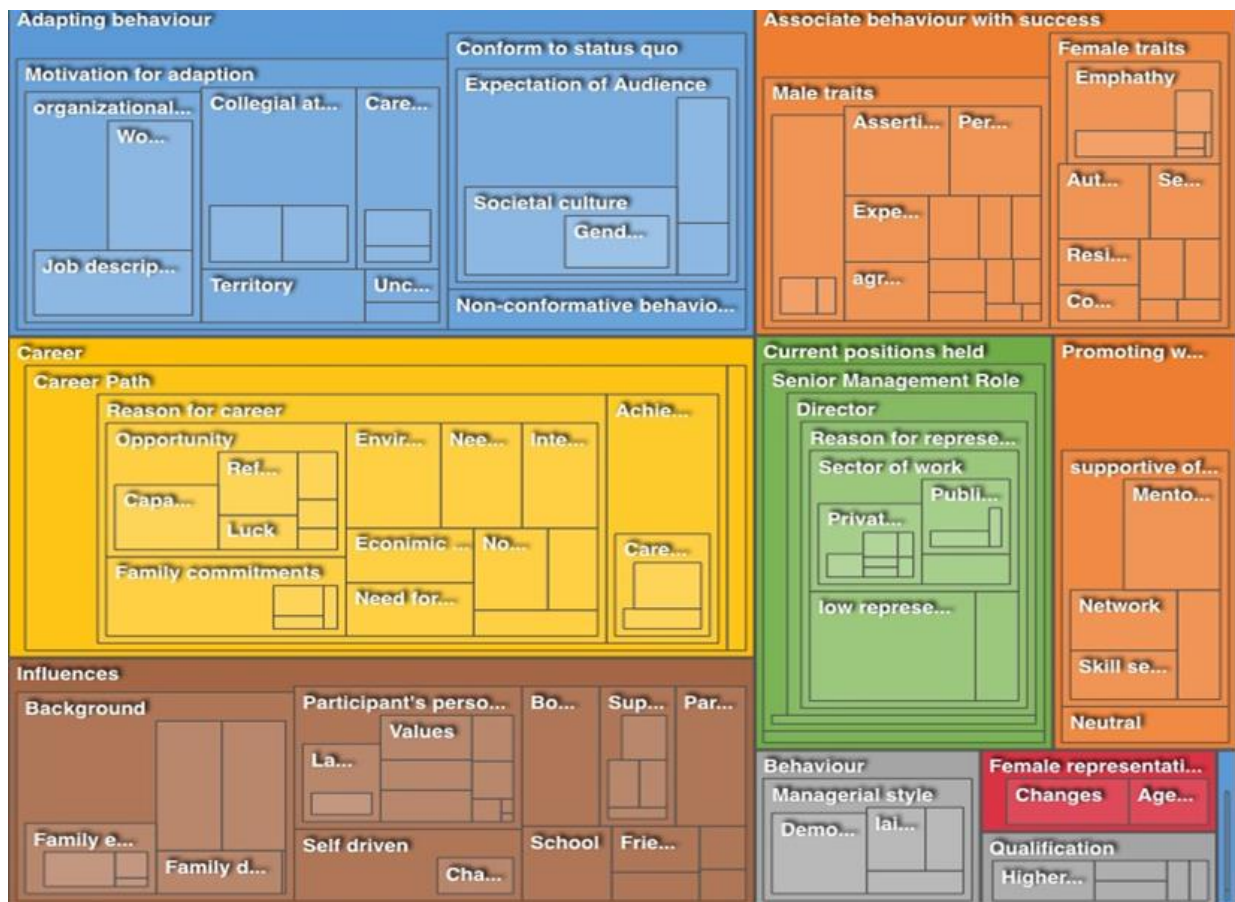 Adapting behaviour
Motivation for adaption
organizational...
Wo...
Job descrip...
Collegial at...
Care...
Territory
Unc...
Conform to status quo
Expectation of Audience
Societal culture
Gend...
Non-conformative behavio...
Associate behaviour with success
Male traits
Asserti...
Per...
Expe...
agr...
Female traits
Emphathy
Aut...
Se...
Resi...
Co...
Career
Career Path
Reason for career
Opportunity
Ref...
Capa...
Luck
Family commitments
Envir...
Nee...
Inte...
Econimic ...
No...
Need for...
Achie...
Care...
Current positions held
Senior Management Role
Director
Reason for represe...
Sector of work
Publi...
Privat...
low represe...
Promoting w...
supportive of...
Mento...
Network
Skill se...
Neutral
Influences
Background
Family e...
Family d...
Participant's perso...
Values
La...
Self driven
Cha...
Bo...
Sup...
Par...
School
Frie...
Behaviour
Managerial style
Demo...
lai...
Female representati...
Changes
Age...
Qualification
Higher...